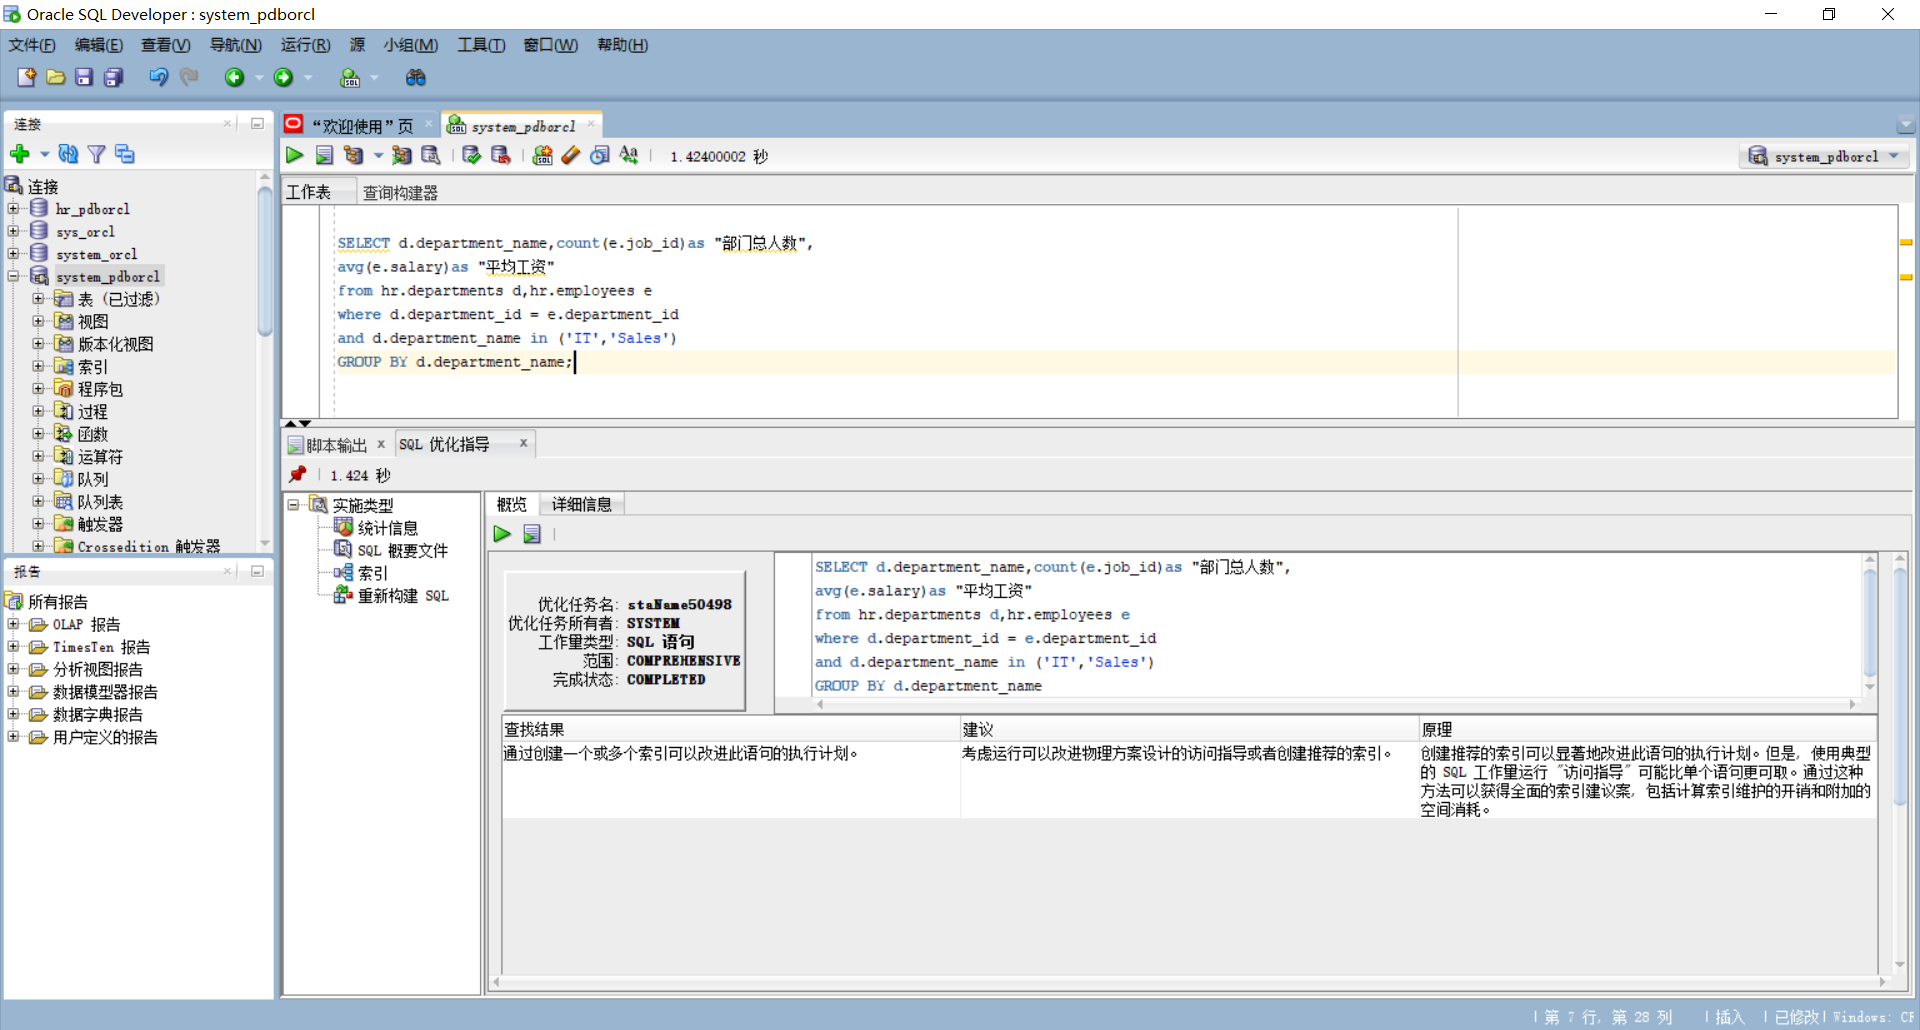 Oracle SQL Developer : system_pdborcl
文件(F) 编辑(E) 查看(V) 导航(N) 运行(R) 源 小组(M) 工具(T) 窗口(W) 帮助(H)
连接
连接
hr_pdborcl
sys_orcl
system_orcl
system_pdborcl
表 (已过滤)
视图
版本化视图
索引
程序包
过程
函数
运算符
队列
队列表
触发器
Crossedition 触发器
报告
所有报告
OLAP 报告
TimesTen 报告
分析视图报告
数据模型器报告
数据字典报告
用户定义的报告
“欢迎使用”页 system_pdborcl
1.42400002 秒
system_pdborcl
工作表 查询构建器
SELECT d.department_name,count(e.job_id)as "部门总人数",
avg(e.salary)as "平均工资"
from hr.departments d,hr.employees e
where d.department_id = e.department_id
and d.department_name in ('IT','Sales')
GROUP BY d.department_name;
脚本输出 SQL 优化指导
1.424 秒
实施类型
统计信息
SQL 概要文件
索引
重新构建 SQL
概览 详细信息
优化任务名: staName50498
优化任务所有者: SYSTEM
工作量类型: SQL 语句
范围: COMPREHENSIVE
完成状态: COMPLETED
SELECT d.department_name,count(e.job_id)as "部门总人数",
avg(e.salary)as "平均工资"
from hr.departments d,hr.employees e
where d.department_id = e.department_id
and d.department_name in ('IT','Sales')
GROUP BY d.department_name
查找结果 建议 原理
通过创建一个或多个索引可以改进此语句的执行计划。
考虑运行可以改进物理方案设计的访问指导或者创建推荐的索引。
创建推荐的索引可以显著地改进此语句的执行计划。但是, 使用典型
的 SQL 工作量运行 "访问指导" 可能比单个语句更可取。通过这种
方法可以获得全面的索引建议案, 包括计算索引维护的开销和附加的
空间消耗。
第 7 行, 第 28 列 | 插入 | 已修改 | Windows: CF